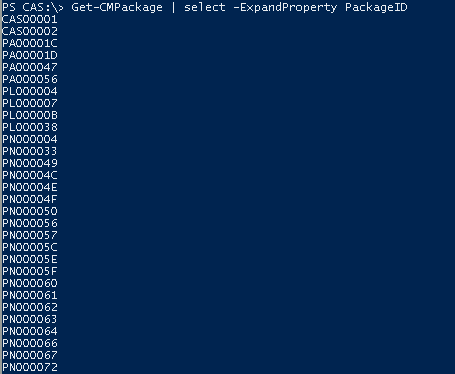 PS CAS:\> Get-CMPackage | select -ExpandProperty PackageID
CAS00001
CAS00002
PA00001C
PA00001D
PA000047
PA000056
PL000004
PL000007
PL00000B
PL000038
PN000004
PN000033
PN000049
PN00004C
PN00004E
PN00004F
PN000050
PN000056
PN000057
PN00005C
PN00005E
PN00005F
PN000060
PN000061
PN000062
PN000063
PN000064
PN000066
PN000067
PN000072